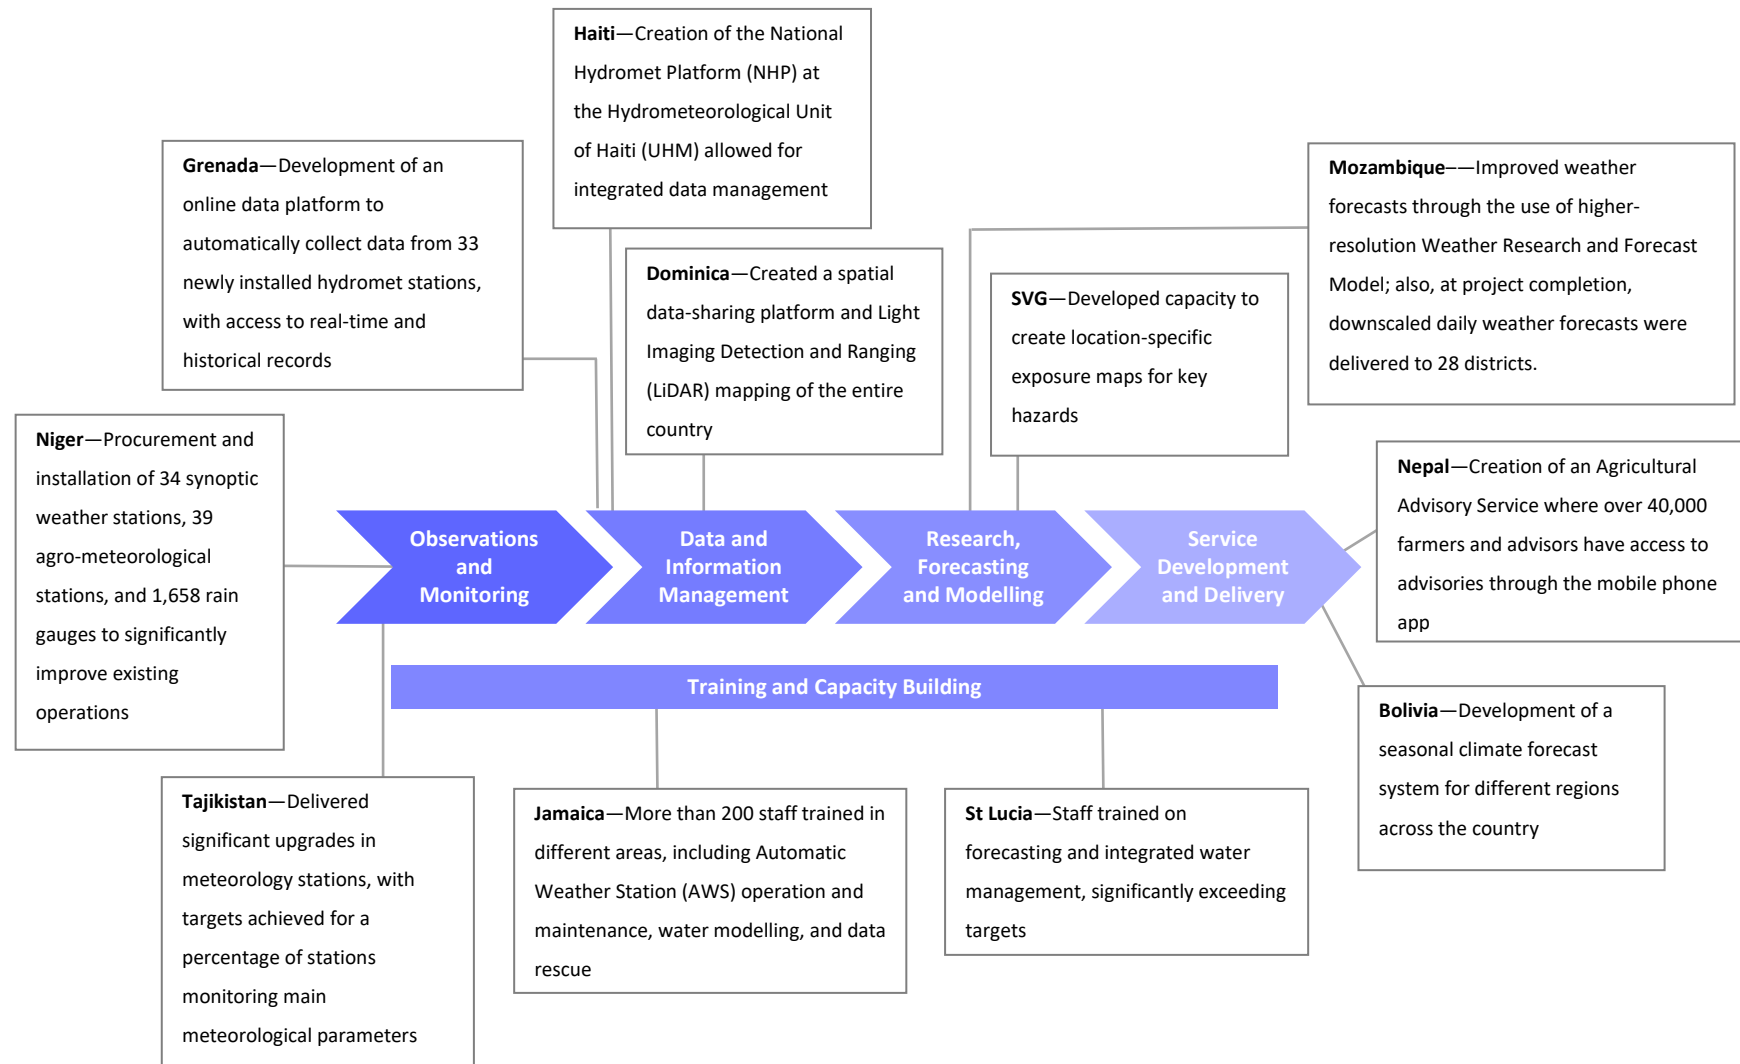 Haiti—Creation of the National
Hydromet Platform (NHP) at
the Hydrometeorological Unit
of Haiti (UHM) allowed for
integrated data management
Grenada—Development of an
online data platform to
automatically collect data from 33
newly installed hydromet stations,
with access to real-time and
historical records
Mozambique-—Improved weather
forecasts through the use of higher-
resolution Weather Research and Forecast
Model; also, at project completion,
downscaled daily weather forecasts were
delivered to 28 districts.
Dominica—Created a spatial
data-sharing platform and Light
Imaging Detection and Ranging
(LiDAR) mapping of the entire
country
SVG—Developed capacity to
create location-specific
exposure maps for key
hazards
Niger—Procurement and
installation of 34 synoptic
weather stations, 39
agro-meteorological
stations, and 1,658 rain
gauges to significantly
improve existing
operations
Nepal—Creation of an Agricultural
Advisory Service where over 40,000
farmers and advisors have access to
advisories through the mobile phone
app
Observations
and
Monitoring
Data and
Information
Management
Research,
Forecasting
and Modelling
Service
Development
and Delivery
Training and Capacity Building
Bolivia—Development of a
seasonal climate forecast
system for different regions
across the country
Tajikistan—Delivered
significant upgrades in
meteorology stations, with
targets achieved for a
percentage of stations
monitoring main
meteorological parameters
Jamaica—More than 200 staff trained in
different areas, including Automatic
Weather Station (AWS) operation and
maintenance, water modelling, and data
rescue
St Lucia—Staff trained on
forecasting and integrated water
management, significantly exceeding
targets